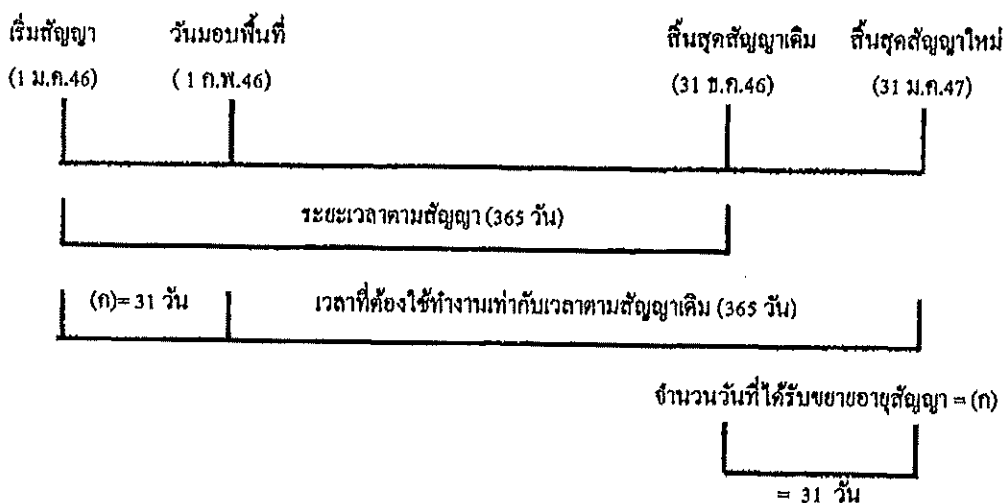 เริ่มสัญญา วันมอบพื้นที่ สิ้นสุดสัญญาเดิม สิ้นสุดสัญญาใหม่
(1 ม.ค.46) ( 1 ก.พ.46) (31 ธ.ค.46) (31 ม.ค.47)
ระยะเวลาตามสัญญา (365 วัน)
(ก)= 31 วัน เวลาที่ต้องใช้ทำงานเท่ากับเวลาตามสัญญาเดิม (365 วัน)
จำนวนวันที่ได้รับขยายอายุสัญญา = (ก)
= 31 วัน